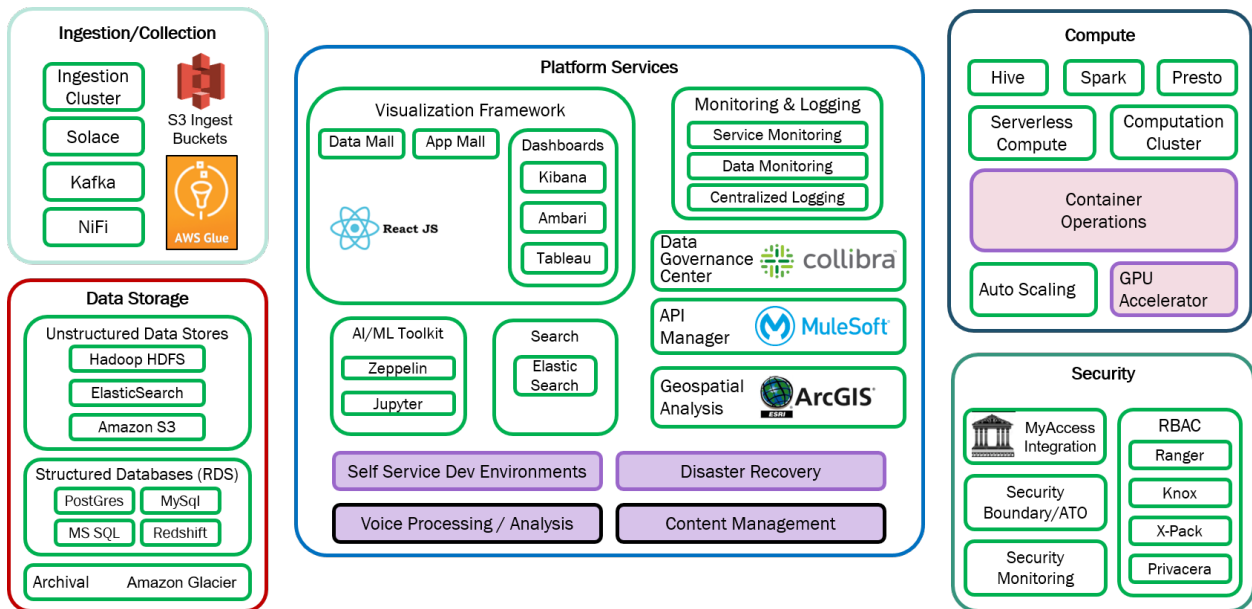 Ingestion/Collection
Ingestion
Cluster
Solace
Kafka
NiFi
S3 Ingest
Buckets
AWS Glue
Data Storage
Unstructured Data Stores
Hadoop HDFS
ElasticSearch
Amazon S3
Structured Databases (RDS)
PostGres
MySql
MS SQL
Redshift
Archival
Amazon Glacier
Platform Services
Visualization Framework
Data Mall
App Mall
Dashboards
Kibana
Ambari
Tableau
React JS
Monitoring & Logging
Service Monitoring
Data Monitoring
Centralized Logging
Data
Governance
Center
collibra
API
Manager
MuleSoft®
Geospatial
Analysis
esri
ArcGIS®
AI/ML Toolkit
Zeppelin
Jupyter
Search
Elastic
Search
Self Service Dev Environments
Disaster Recovery
Voice Processing / Analysis
Content Management
Compute
Hive
Spark
Presto
Serverless
Compute
Computation
Cluster
Container
Operations
Auto Scaling
GPU
Accelerator
Security
MyAccess
Integration
Security
Boundary/ATO
Security
Monitoring
RBAC
Ranger
Knox
X-Pack
Privacera